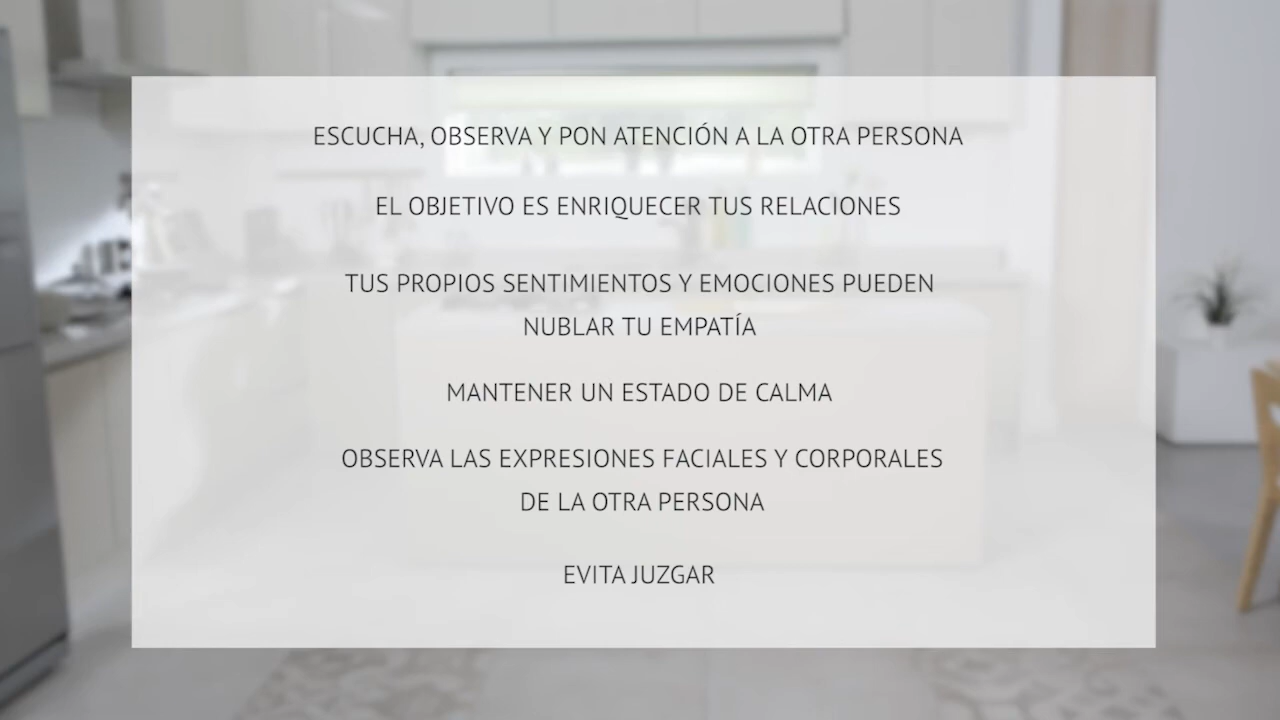 ESCUCHA, OBSERVA Y PON ATENCIÓN A LA OTRA PERSONA
EL OBJETIVO ES ENRIQUECER TUS RELACIONES
TUS PROPIOS SENTIMIENTOS Y EMOCIONES PUEDEN
NUBLAR TU EMPATÍA
MANTENER UN ESTADO DE CALMA
OBSERVA LAS EXPRESIONES FACIALES Y CORPORALES
DE LA OTRA PERSONA
EVITA JUZGAR